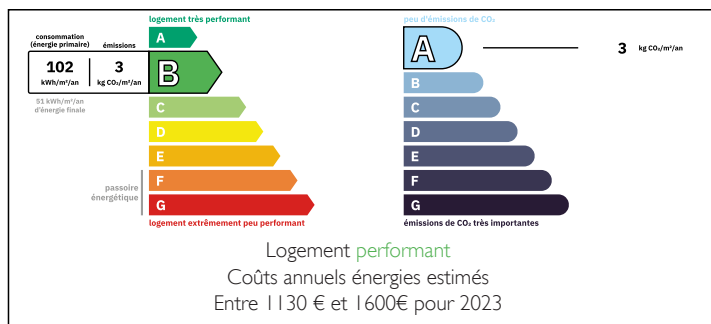 logement très performant
consommation
(énergie primaire)
émissions
102
kWh/m²/an
3
kg CO₂/m²/an
51 kWh/m²/an
d'énergie finale
A
B
C
D
E
F
G
passoire
énergétique
logement extrêmement peu performant
peu d'émissions de CO₂
A
3 kg CO₂/m²/an
B
C
D
E
F
G
émissions de CO₂ très importantes
Logement performant
Coûts annuels énergies estimés
Entre 1130 € et 1600€ pour 2023